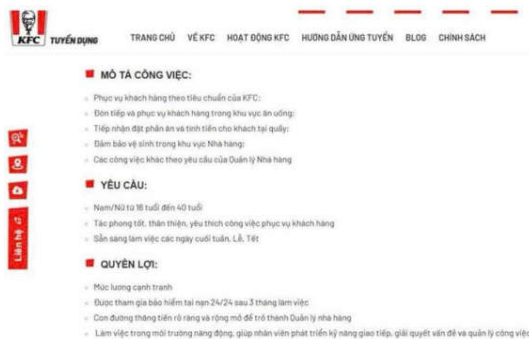 KFC
TUYỂN DỤNG
TRANG CHỦ VỀ KFC HOẠT ĐỘNG KFC HƯỚNG DẪN ỨNG TUYỂN BLOG CHÍNH SÁCH
MÔ TẢ CÔNG VIỆC:
Phục vụ khách hàng theo tiêu chuẩn của KFC;
Đón tiếp và phục vụ khách hàng trong khu vực ăn uống;
Tiếp nhận đặt phần ăn và tính tiền cho khách tại quầy;
Đảm bảo vệ sinh trong khu vực Nhà hàng;
Các công việc khác theo yêu cầu của Quản lý Nhà hàng
YÊU CẦU:
Nam/Nữ từ 16 tuổi đến 40 tuổi
Tác phong tốt, thân thiện, yêu thích công việc phục vụ khách hàng
Sẵn sàng làm việc các ngày cuối tuần, Lễ, Tết
Liên hệ
QUYỀN LỢI:
Mức lương cạnh tranh
Được tham gia bảo hiểm tai nạn 24/24 sau 3 tháng làm việc
Con đường thăng tiến rõ ràng và rộng mở để trở thành Quản lý nhà hàng
Làm việc trong môi trường năng động, giúp nhân viên phát triển kỹ năng giao tiếp, giải quyết vấn đề và quản lý công việc